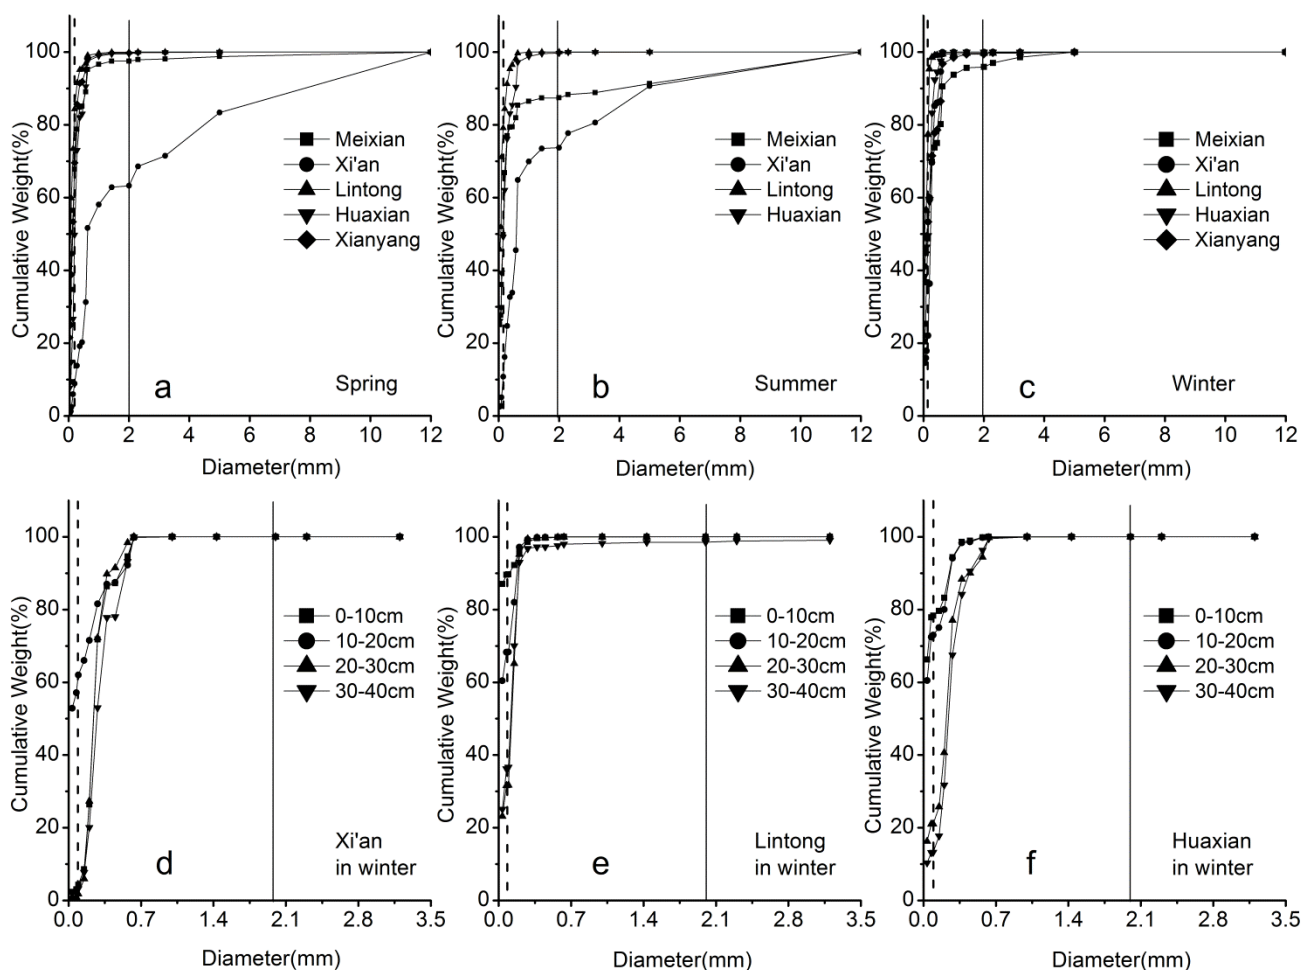 100
80
60
40
20
0
Cumulative Weight(%)
Meixian
Xi'an
Lintong
Huaxian
Xianyang
a
Spring
0 2 4 6 8 10 12
Diameter(mm)
100
80
60
40
20
0
Cumulative Weight(%)
Meixian
Xi'an
Lintong
Huaxian
b
Summer
0 2 4 6 8 10 12
Diameter(mm)
100
80
60
40
20
0
Cumulative Weight(%)
Meixian
Xi'an
Lintong
Huaxian
Xianyang
c
Winter
0 2 4 6 8 10 12
Diameter(mm)
100
80
60
40
20
0
Cumulative Weight(%)
0-10cm
10-20cm
20-30cm
30-40cm
d
Xi'an
in winter
0.0 0.7 1.4 2.1 2.8 3.5
Diameter(mm)
100
80
60
40
20
0
Cumulative Weight(%)
0-10cm
10-20cm
20-30cm
30-40cm
e
Lintong
in winter
0.0 0.7 1.4 2.1 2.8 3.5
Diameter(mm)
100
80
60
40
20
0
Cumulative Weight(%)
0-10cm
10-20cm
20-30cm
30-40cm
f
Huaxian
in winter
0.0 0.7 1.4 2.1 2.8 3.5
Diameter(mm)